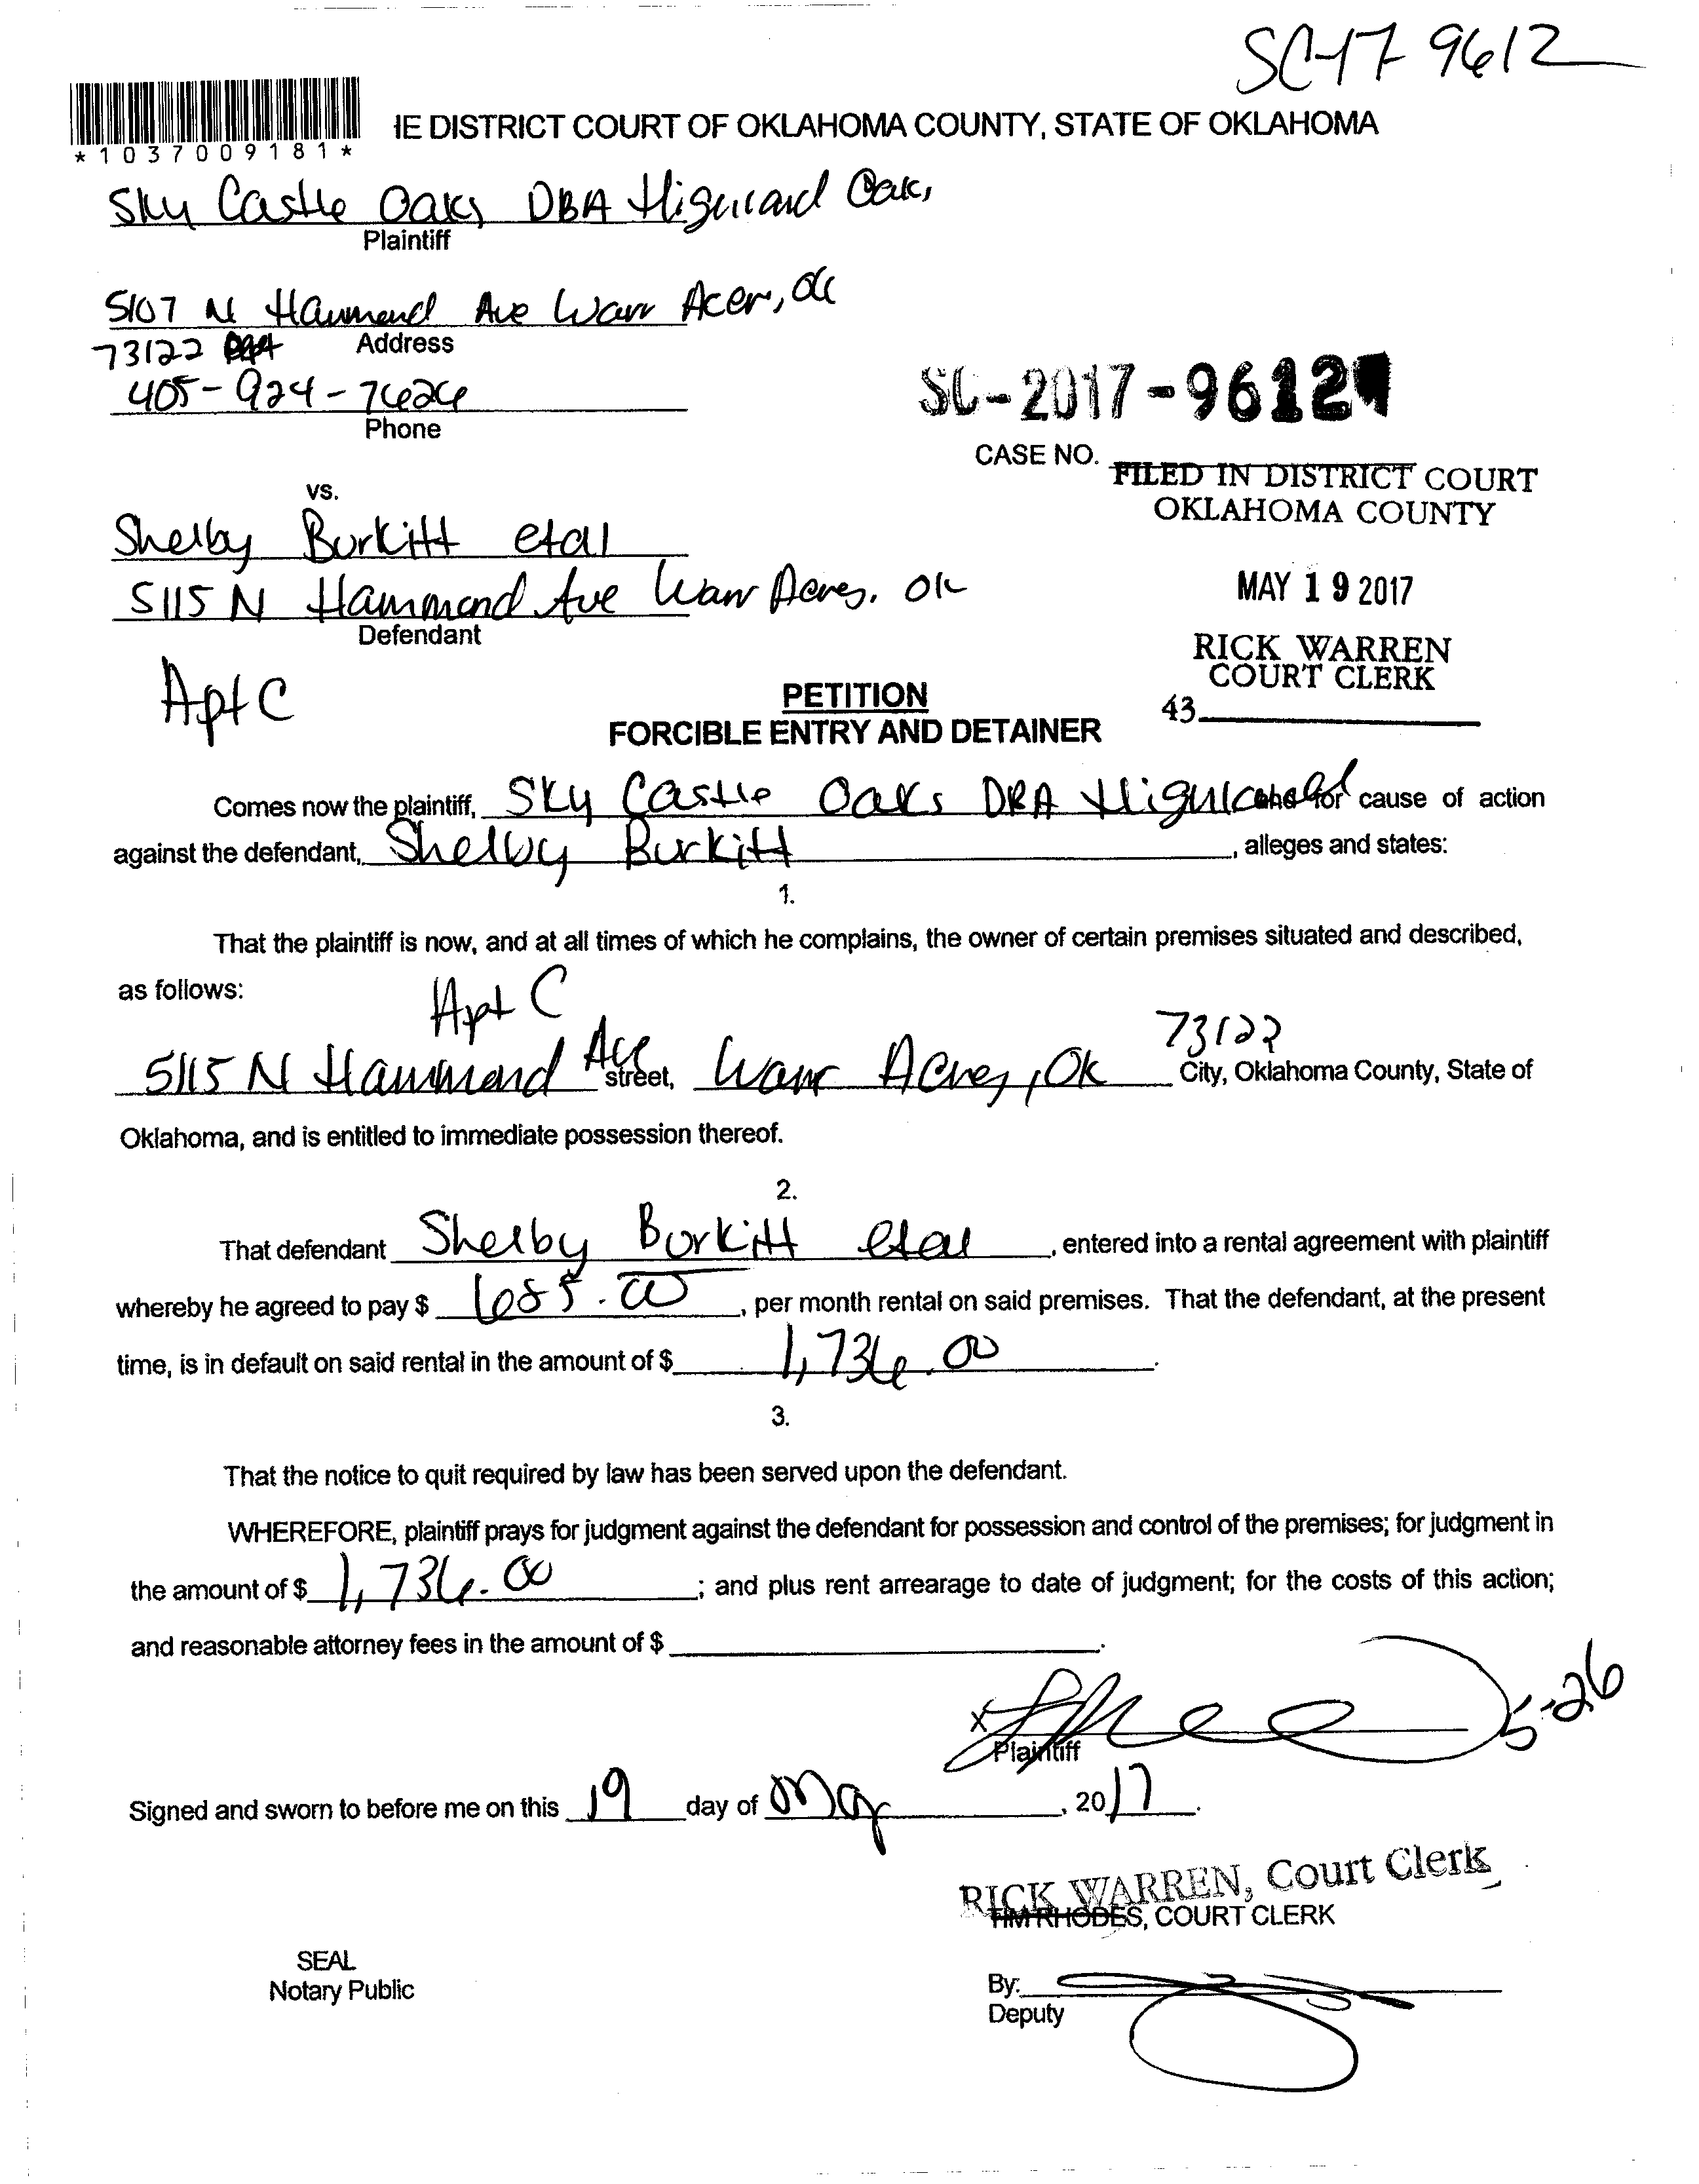 SC-17 9612
*1037009181*
IE DISTRICT COURT OF OKLAHOMA COUNTY, STATE OF OKLAHOMA
Sky Castle Oaks DBA Highland Oaks
Plaintiff
5107 N Hammond Ave Warr Acers, OK
73122 Address
405-924-7626
Phone
SC-2017-9612
CASE NO.
FILED IN DISTRICT COURT
OKLAHOMA COUNTY
vs.
Shelby Burkitt etal
5115 N Hammond Ave Warr Acres, OK
Defendant
MAY 19 2017
RICK WARREN
COURT CLERK
43
Apt C
PETITION
FORCIBLE ENTRY AND DETAINER
Comes now the plaintiff, Sky Castle Oaks DBA Highland and for cause of action
against the defendant, Shelby Burkitt, alleges and states:
1.
That the plaintiff is now, and at all times of which he complains, the owner of certain premises situated and described,
as follows:
Apt C
5115 N Hammond Ave street, Warr Acres, OK 73122 City, Oklahoma County, State of
Oklahoma, and is entitled to immediate possession thereof.
2.
That defendant Shelby Burkitt etal, entered into a rental agreement with plaintiff
whereby he agreed to pay $ 685.00, per month rental on said premises. That the defendant, at the present
time, is in default on said rental in the amount of $ 1,736.00.
3.
That the notice to quit required by law has been served upon the defendant.
WHEREFORE, plaintiff prays for judgment against the defendant for possession and control of the premises; for judgment in
the amount of $ 1,736.00; and plus rent arrearage to date of judgment; for the costs of this action;
and reasonable attorney fees in the amount of $ .
x 5-26
Plaintiff
Signed and sworn to before me on this 19 day of May, 2017.
RICK WARREN, Court Clerk
TIM RHODES, COURT CLERK
SEAL
Notary Public
By:
Deputy